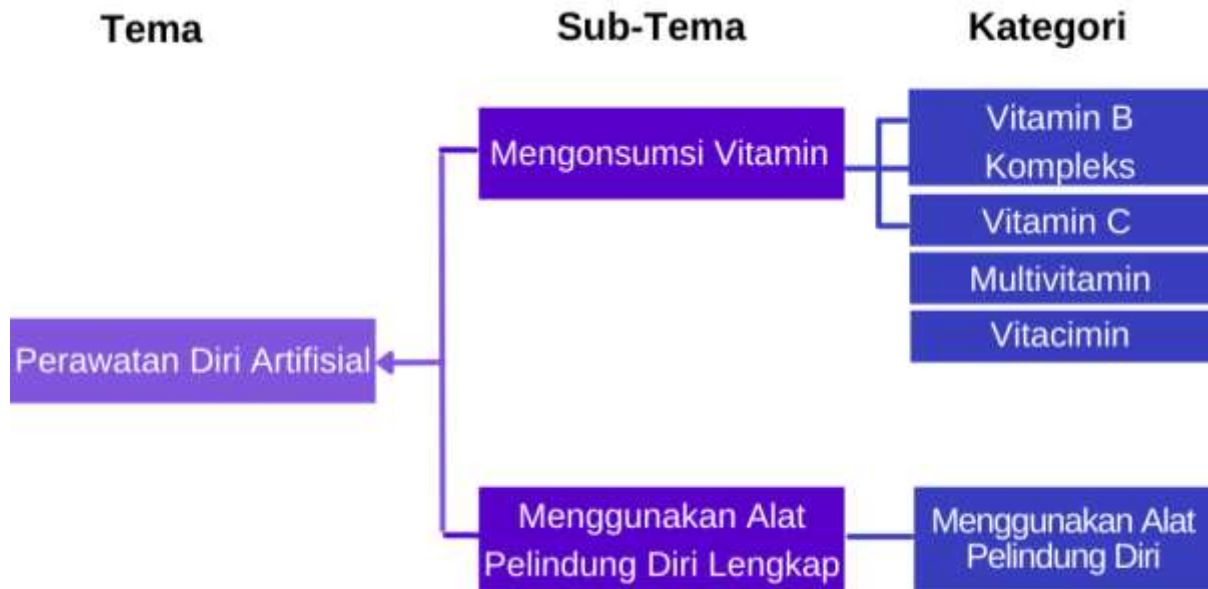 Tema
Sub-Tema
Kategori
Mengonsumsi Vitamin
Vitamin B
Kompleks
Vitamin C
Multivitamin
Vitacimin
Perawatan Diri Artifisial
Menggunakan Alat
Pelindung Diri Lengkap
Menggunakan Alat
Pelindung Diri